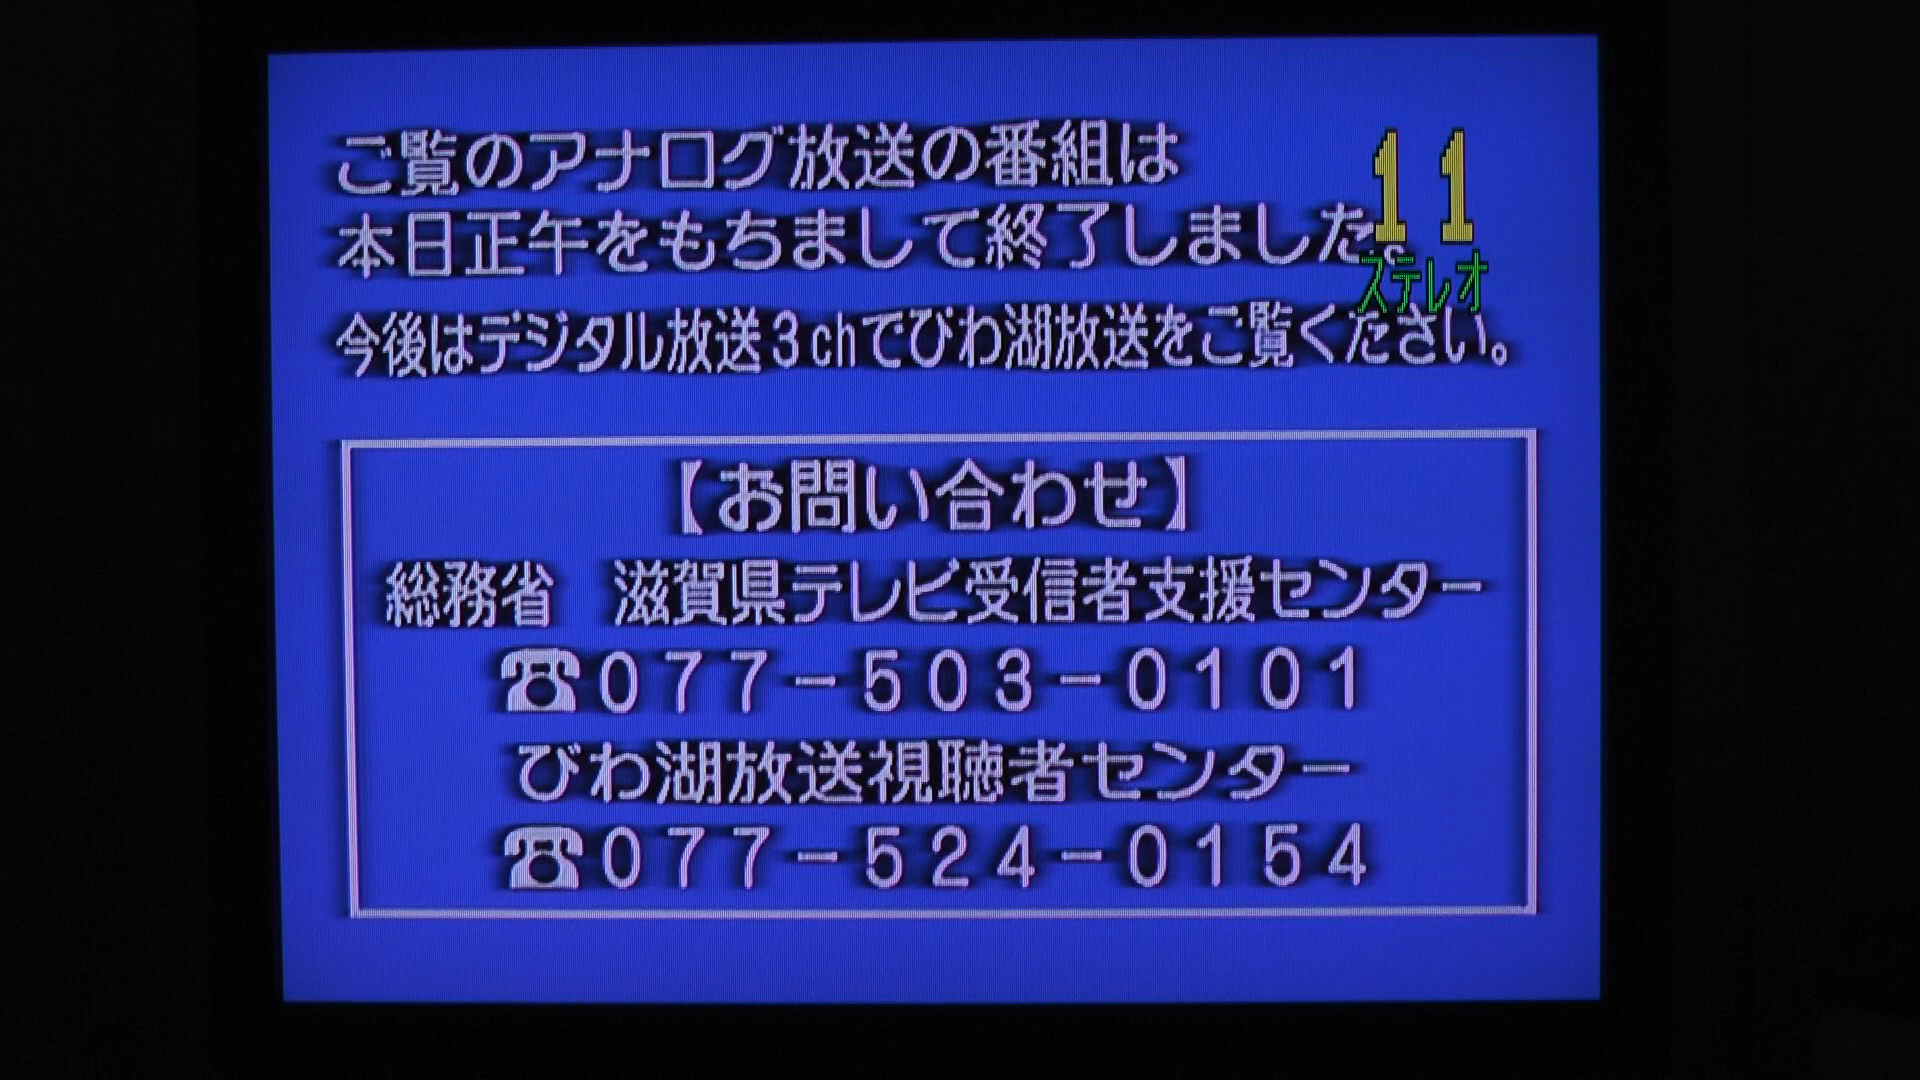 ご覧のアナログ放送の番組は
11
本日正午をもちまして終了しました。
ステレオ
今後はデジタル放送3chでびわ湖放送をご覧ください。
【お問い合わせ】
総務省　滋賀県テレビ受信者支援センター
☎077-503-0101
びわ湖放送視聴者センター
☎077-524-0154